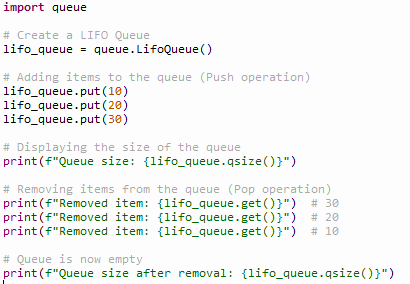 import queue
# Create a LIFO Queue
lifo_queue = queue.LifoQueue()
# Adding items to the queue (Push operation)
lifo_queue.put(10)
lifo_queue.put(20)
lifo_queue.put(30)
# Displaying the size of the queue
print(f"Queue size: {lifo_queue.qsize()}")
# Removing items from the queue (Pop operation)
print(f"Removed item: {lifo_queue.get()}")  # 30
print(f"Removed item: {lifo_queue.get()}")  # 20
print(f"Removed item: {lifo_queue.get()}")  # 10
# Queue is now empty
print(f"Queue size after removal: {lifo_queue.qsize()}")